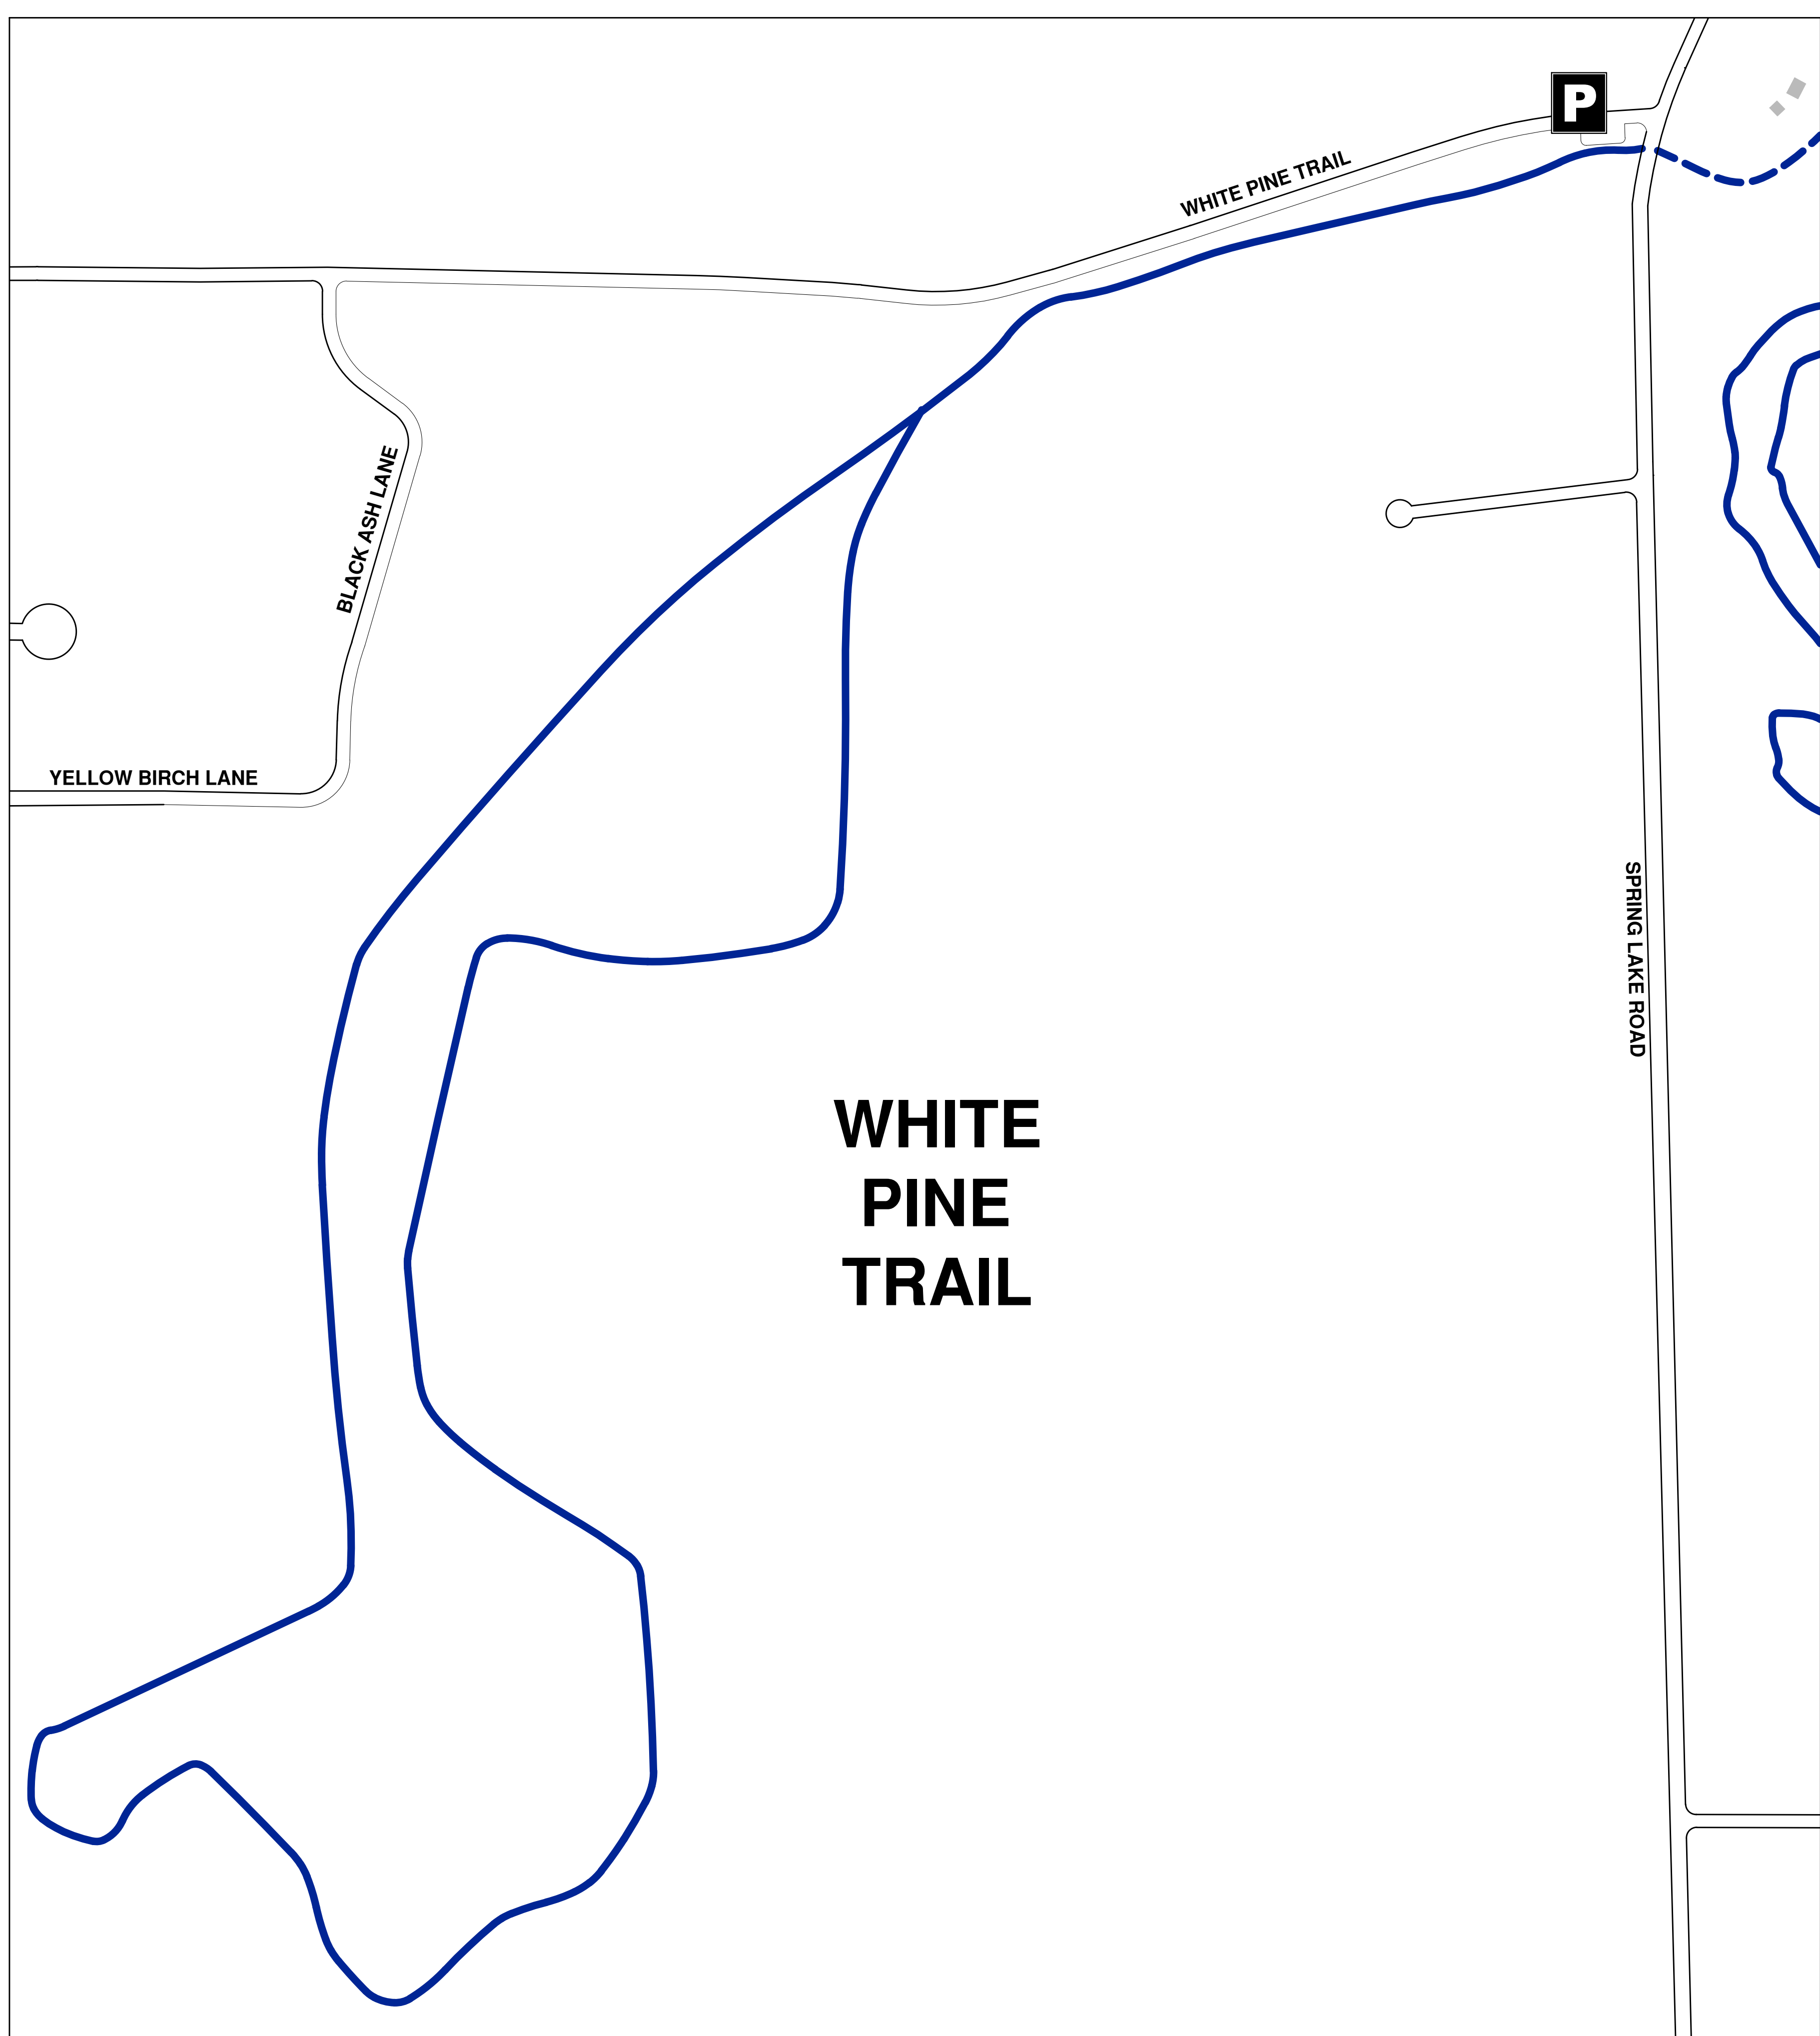 P
WHITE PINE TRAIL
BLACK ASH LANE
YELLOW BIRCH LANE
SPRING LAKE ROAD
WHITE
PINE
TRAIL